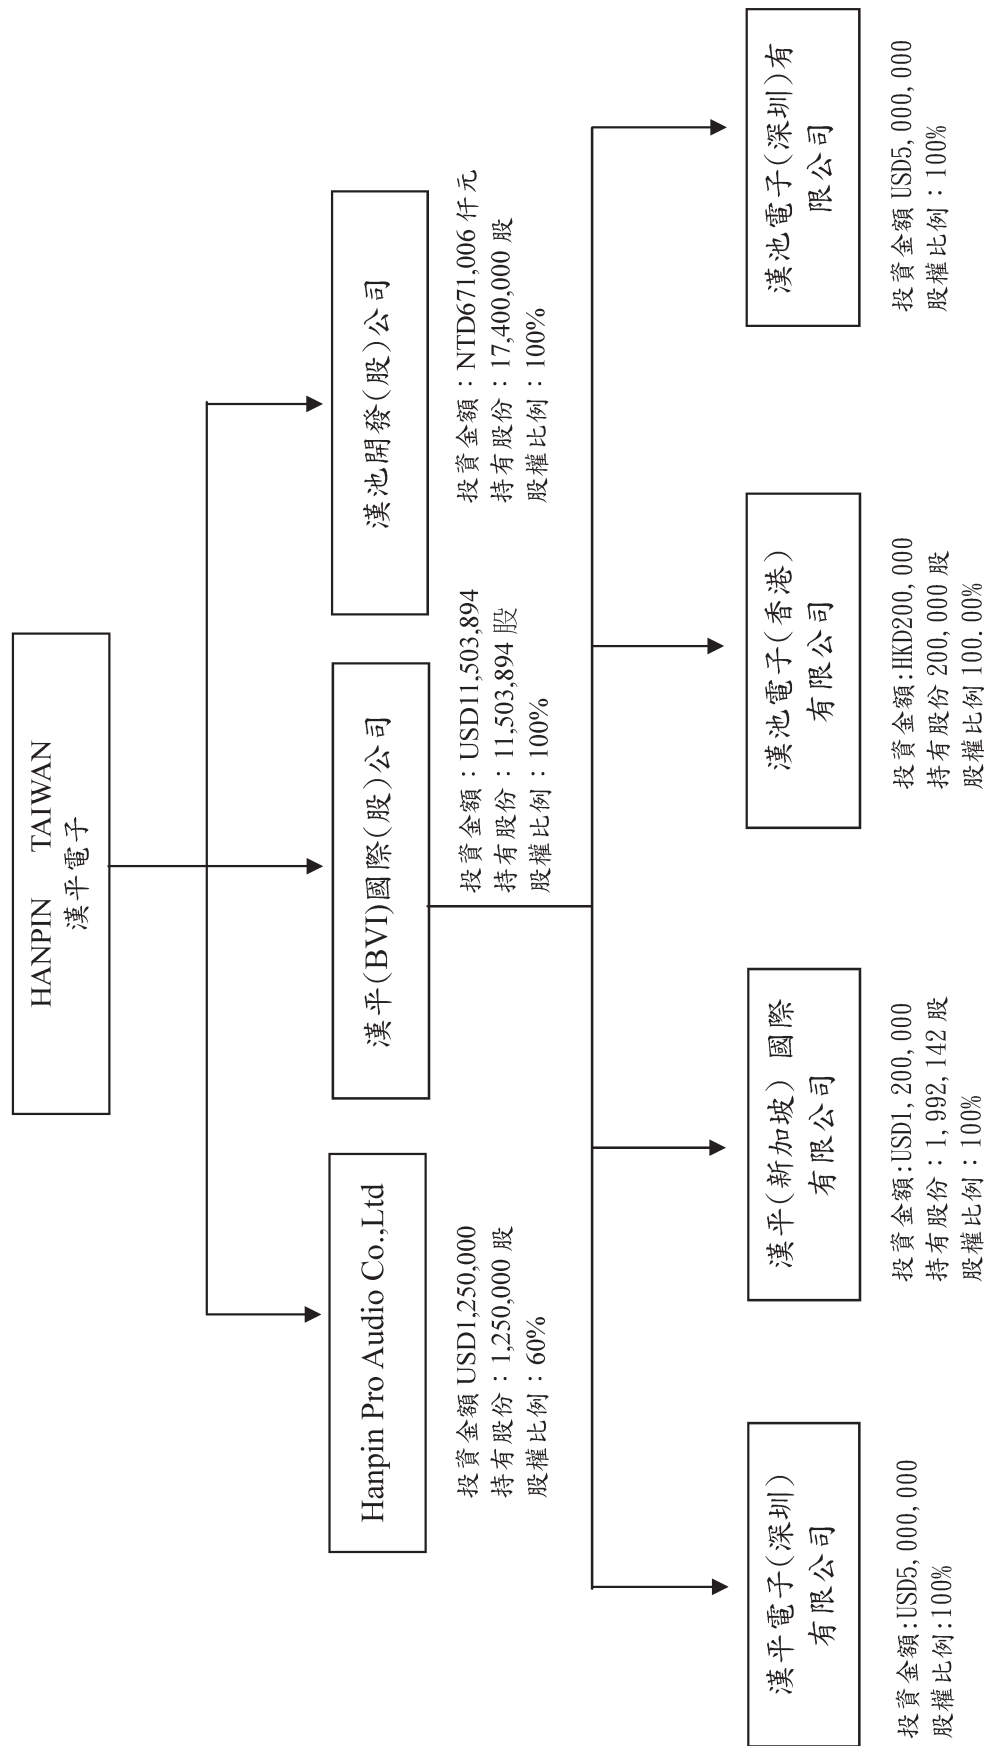 HANPIN TAIWAN
漢平電子
Hanpin Pro Audio Co.,Ltd
投資金額 USD1,250,000
持有股份：1,250,000 股
股權比例：60%
漢平(BVI)國際(股)公司
投資金額：USD11,503,894
持有股份：11,503,894 股
股權比例：100%
漢池開發(股)公司
投資金額：NTD671,006 仟元
持有股份：17,400,000 股
股權比例：100%
漢平電子(深圳)
有限公司
投資金額:USD5,000,000
股權比例:100%
漢平(新加坡) 國際
有限公司
投資金額:USD1,200,000
持有股份：1,992,142 股
股權比例：100%
漢池電子(香港)
有限公司
投資金額:HKD200,000
持有股份 200,000 股
股權比例 100.00%
漢池電子(深圳)有
限公司
投資金額 USD5,000,000
股權比例：100%